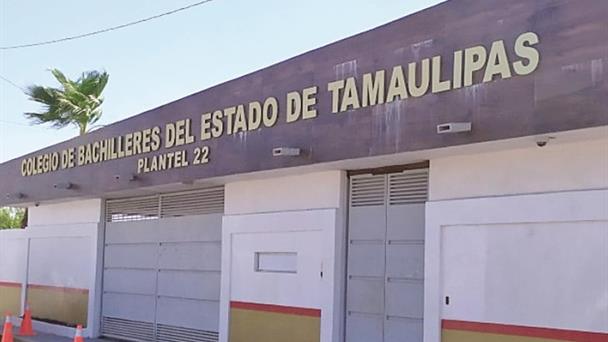 COLEGIO DE BACHILLERES DEL ESTADO DE TAMAULIPAS
PLANTEL 22